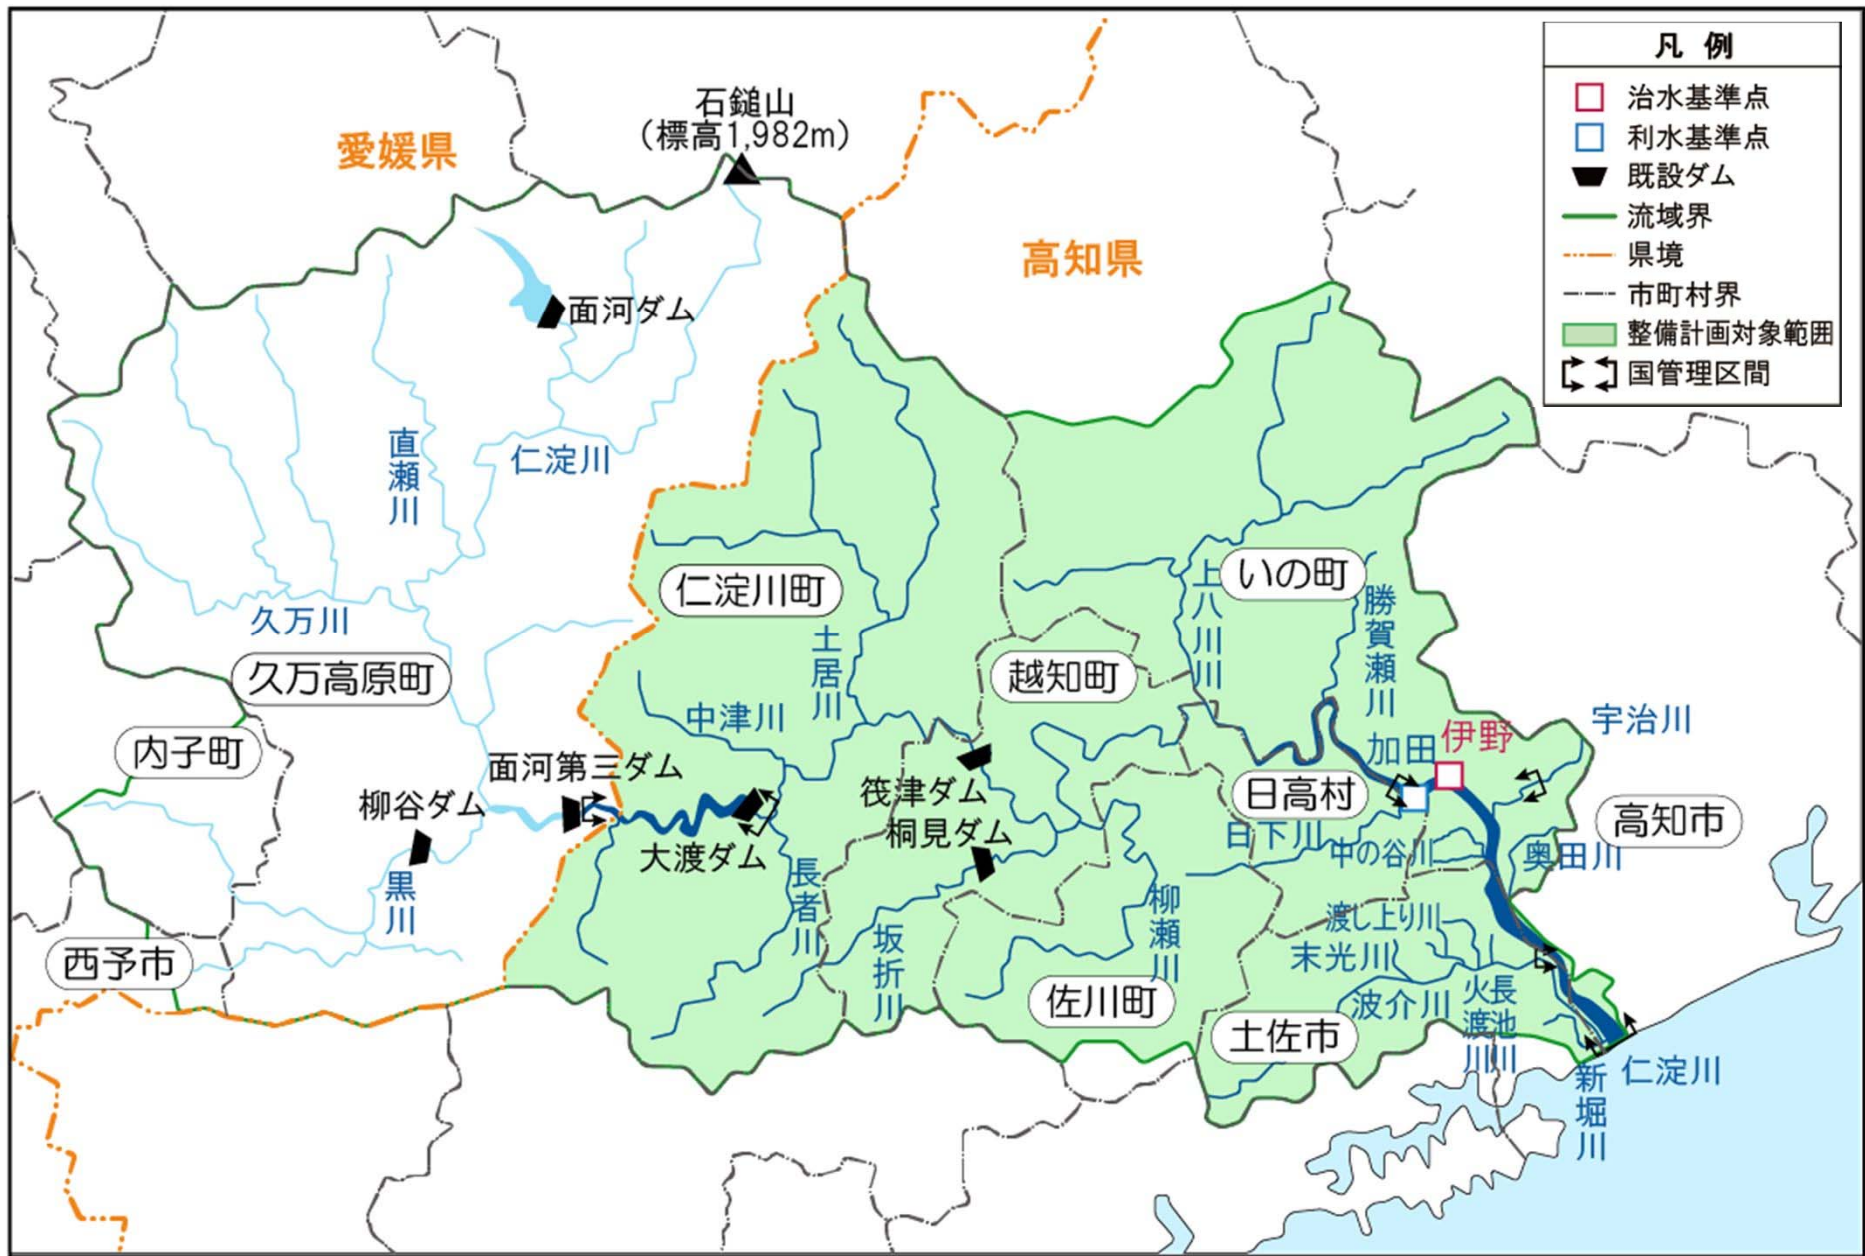 凡 例
治水基準点
利水基準点
既設ダム
流域界
県境
市町村界
整備計画対象範囲
国管理区間
石鎚山
（標高1,982m）
愛媛県
高知県
面河ダム
直瀬川
仁淀川
久万川
久万高原町
内子町
西予市
柳谷ダム
黒川
面河第三ダム
大渡ダム
仁淀川町
中津川
土居川
長者川
坂折川
越知町
筏津ダム
桐見ダム
柳瀬川
佐川町
いの町
上八川川
勝賀瀬川
加田
伊野
宇治川
日高村
日下川
中の谷川
奥田川
高知市
渡し上り川
末光川
波介川
火渡川
長池川
土佐市
新堀川
仁淀川